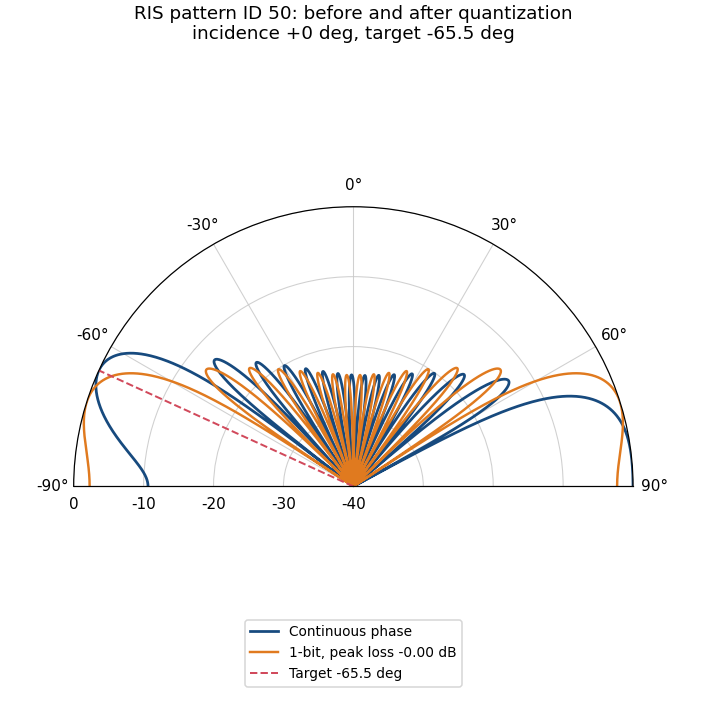 RIS pattern ID 50: before and after quantization
incidence +0 deg, target -65.5 deg
0°
-30°
30°
-60°
60°
-90°
90°
0
-10
-20
-30
-40
Continuous phase
1-bit, peak loss -0.00 dB
Target -65.5 deg